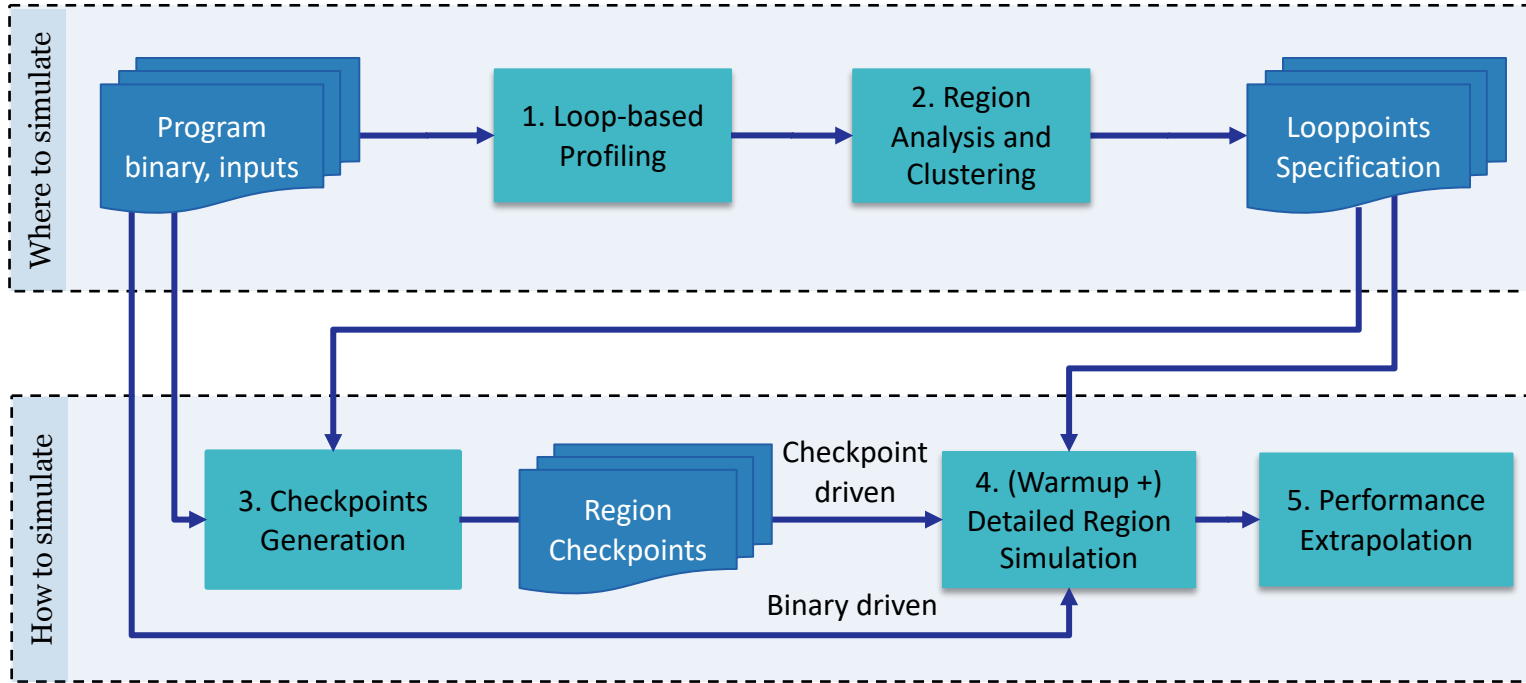 Where to simulate
Program
binary, inputs
1. Loop-based
Profiling
2. Region
Analysis and
Clustering
Looppoints
Specification
How to simulate
3. Checkpoints
Generation
Region
Checkpoints
Checkpoint
driven
Binary driven
4. (Warmup +)
Detailed Region
Simulation
5. Performance
Extrapolation